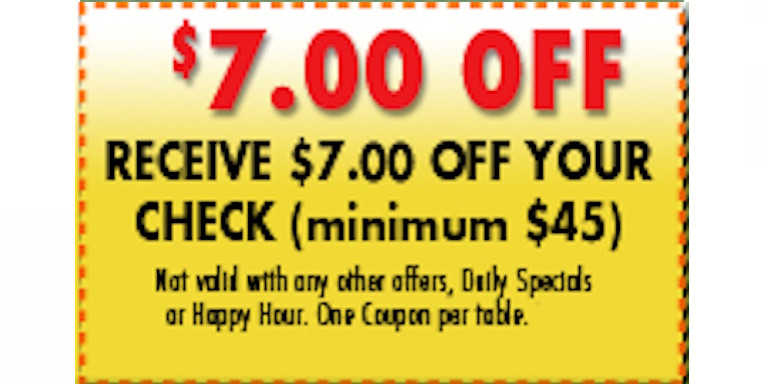 $7.00 OFF
RECEIVE $7.00 OFF YOUR
CHECK (minimum $45)
Not valid with any other offers, Daily Specials
or Happy Hour. One Coupon per table.